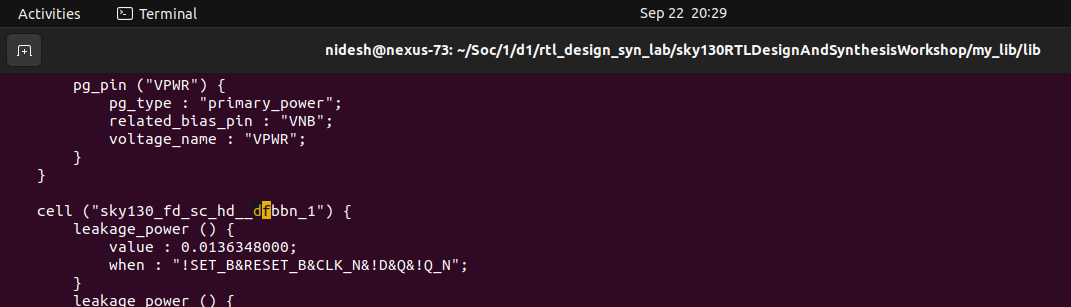 Activities Terminal Sep 22 20:29
nidesh@nexus-73: ~/Soc/1/d1/rtl_design_syn_lab/sky130RTLDesignAndSynthesisWorkshop/my_lib/lib
pg_pin ("VPWR") {
pg_type : "primary_power";
related_bias_pin : "VNB";
voltage_name : "VPWR";
}
}
cell ("sky130_fd_sc_hd__dfbbn_1") {
leakage_power () {
value : 0.0136348000;
when : "!SET_B&RESET_B&CLK_N&!D&Q&!Q_N";
}
leakage_power () {